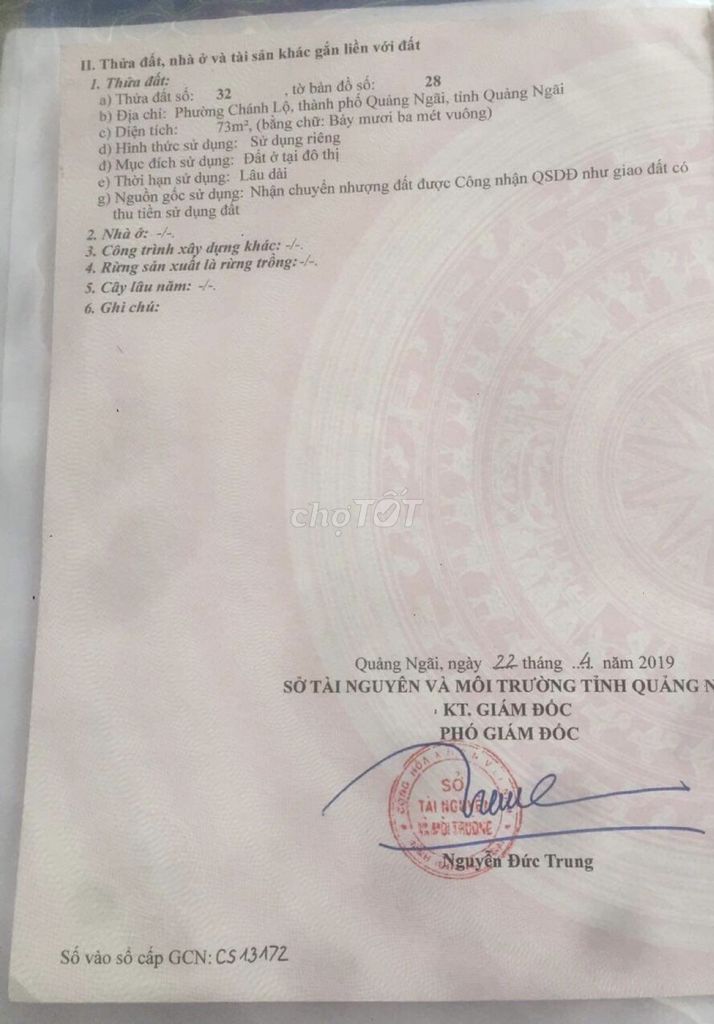 II. Thửa đất, nhà ở và tài sản khác gắn liền với đất
1. Thửa đất:
a) Thửa đất số: 32 , tờ bản đồ số: 28
b) Địa chỉ: Phường Chánh Lộ, thành phố Quảng Ngãi, tỉnh Quảng Ngãi
c) Diện tích: 73m², (bằng chữ: Bảy mươi ba mét vuông)
d) Hình thức sử dụng: Sử dụng riêng
đ) Mục đích sử dụng: Đất ở tại đô thị
e) Thời hạn sử dụng: Lâu dài
g) Nguồn gốc sử dụng: Nhận chuyển nhượng đất được Công nhận QSDĐ như giao đất có
thu tiền sử dụng đất
2. Nhà ở: -/-.
3. Công trình xây dựng khác: -/-.
4. Rừng sản xuất là rừng trồng: -/-.
5. Cây lâu năm: -/-.
6. Ghi chú:
chợTỐT
Quảng Ngãi, ngày 22 tháng ..4. năm 2019
SỞ TÀI NGUYÊN VÀ MÔI TRƯỜNG TỈNH QUẢNG N
KT. GIÁM ĐỐC
PHÓ GIÁM ĐỐC
SỞ
TÀI NGUYÊN
VÀ MÔI TRƯỜNG
Nguyễn Đức Trung
Số vào sổ cấp GCN: CS13172